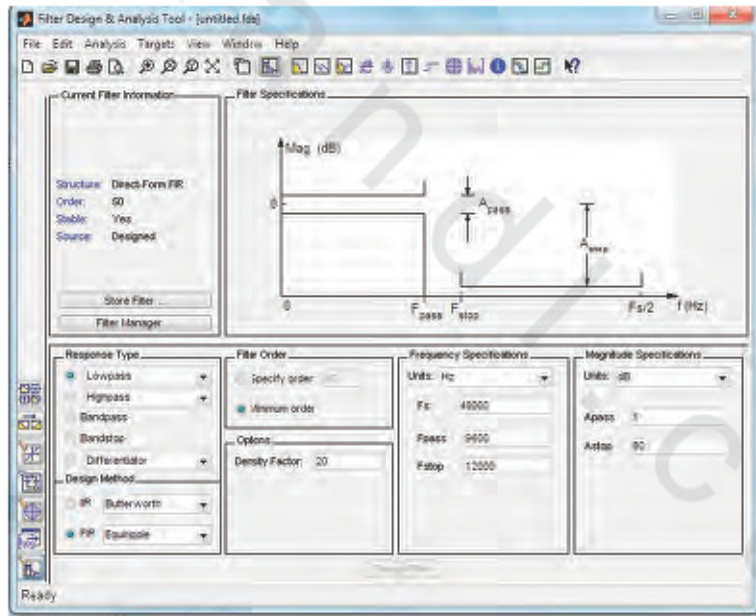 Filter Design & Analysis Tool - [untitled.fda]
File Edit Analysis Targets View Window Help
Current Filter Information
Structure: Direct-Form FIR
Order: 50
Stable: Yes
Source: Designed
Store Filter ...
Filter Manager
Filter Specifications
Mag. (dB)
0
A pass
A stop
0
F pass F stop Fs/2 f (Hz)
Response Type
Lowpass
Highpass
Bandpass
Bandstop
Differentiator
Design Method
IIR Butterworth
FIR Equiripple
Filter Order
Specify order:
Minimum order
Options
Density Factor: 20
Frequency Specifications
Units: Hz
Fs: 48000
Fpass: 9600
Fstop: 12000
Magnitude Specifications
Units: dB
Apass: 1
Astop: 80
Ready